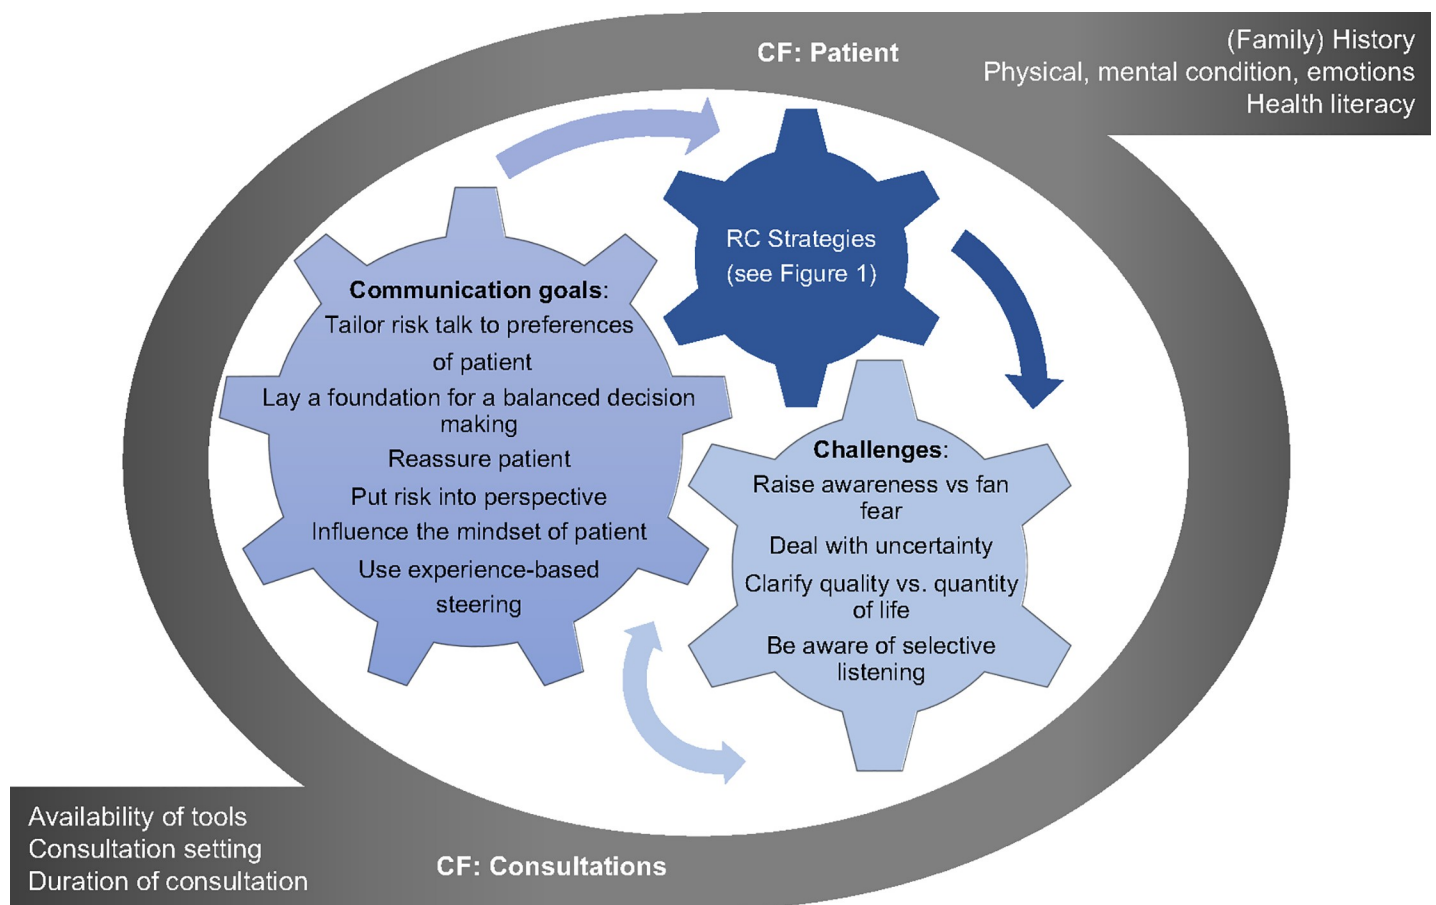 CF: Patient
(Family) History
Physical, mental condition, emotions
Health literacy
RC Strategies
(see Figure 1)
Communication goals:
Tailor risk talk to preferences
of patient
Lay a foundation for a balanced decision
making
Reassure patient
Put risk into perspective
Influence the mindset of patient
Use experience-based
steering
Challenges:
Raise awareness vs fan
fear
Deal with uncertainty
Clarify quality vs. quantity
of life
Be aware of selective
listening
Availability of tools
Consultation setting
Duration of consultation
CF: Consultations